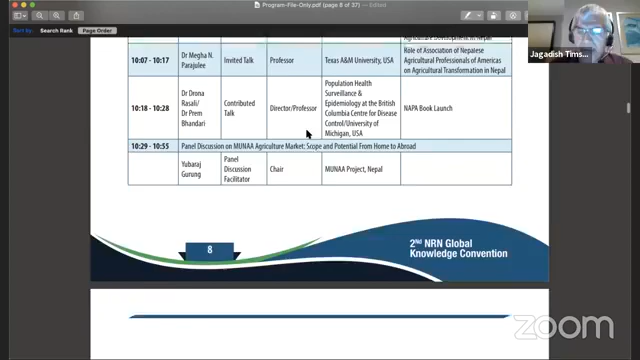 Program-File-Only.pdf (page 8 of 37) — Edited
Sort By: Search Rank Page Order
Agriculture Development in Nepal
10:07 - 10:17
Dr Megha N.
Parajulee
Invited Talk
Professor
Texas A&M University, USA
Role of Association of Nepalese
Agricultural Professionals of Americas
on Agricultural Transformation in Nepal
10:18 - 10:28
Dr Drona
Rasali/
Dr Prem
Bhandari
Contributed
Talk
Director/Professor
Population Health
Surveillance &
Epidemiology at the British
Columbia Centre for Disease
Control/University of
Michigan, USA
NAPA Book Launch
10:29 - 10:55
Panel Discussion on MUNAA Agriculture Market: Scope and Potential From Home to Abroad
Yubaraj
Gurung
Panel
Discussion
Facilitator
Chair
MUNAA Project, Nepal
8
2Nd NRN Global
Knowledge Convention
Jagadish Tims...
zoom